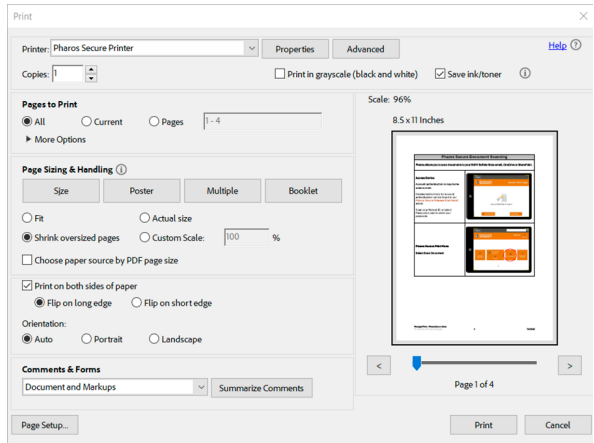 Print
Printer: Pharos Secure Printer Properties Advanced Help
Copies: 1 Print in grayscale (black and white) Save ink/toner
Pages to Print
All Current Pages 1 - 4
More Options
Page Sizing & Handling
Size Poster Multiple Booklet
Fit Actual size
Shrink oversized pages Custom Scale: 100 %
Choose paper source by PDF page size
Print on both sides of paper
Flip on long edge Flip on short edge
Orientation:
Auto Portrait Landscape
Comments & Forms
Document and Markups Summarize Comments
Page Setup...
Scale: 96%
8.5 x 11 Inches
Pharos Secure Document Scanning
< >
Page 1 of 4
Print Cancel